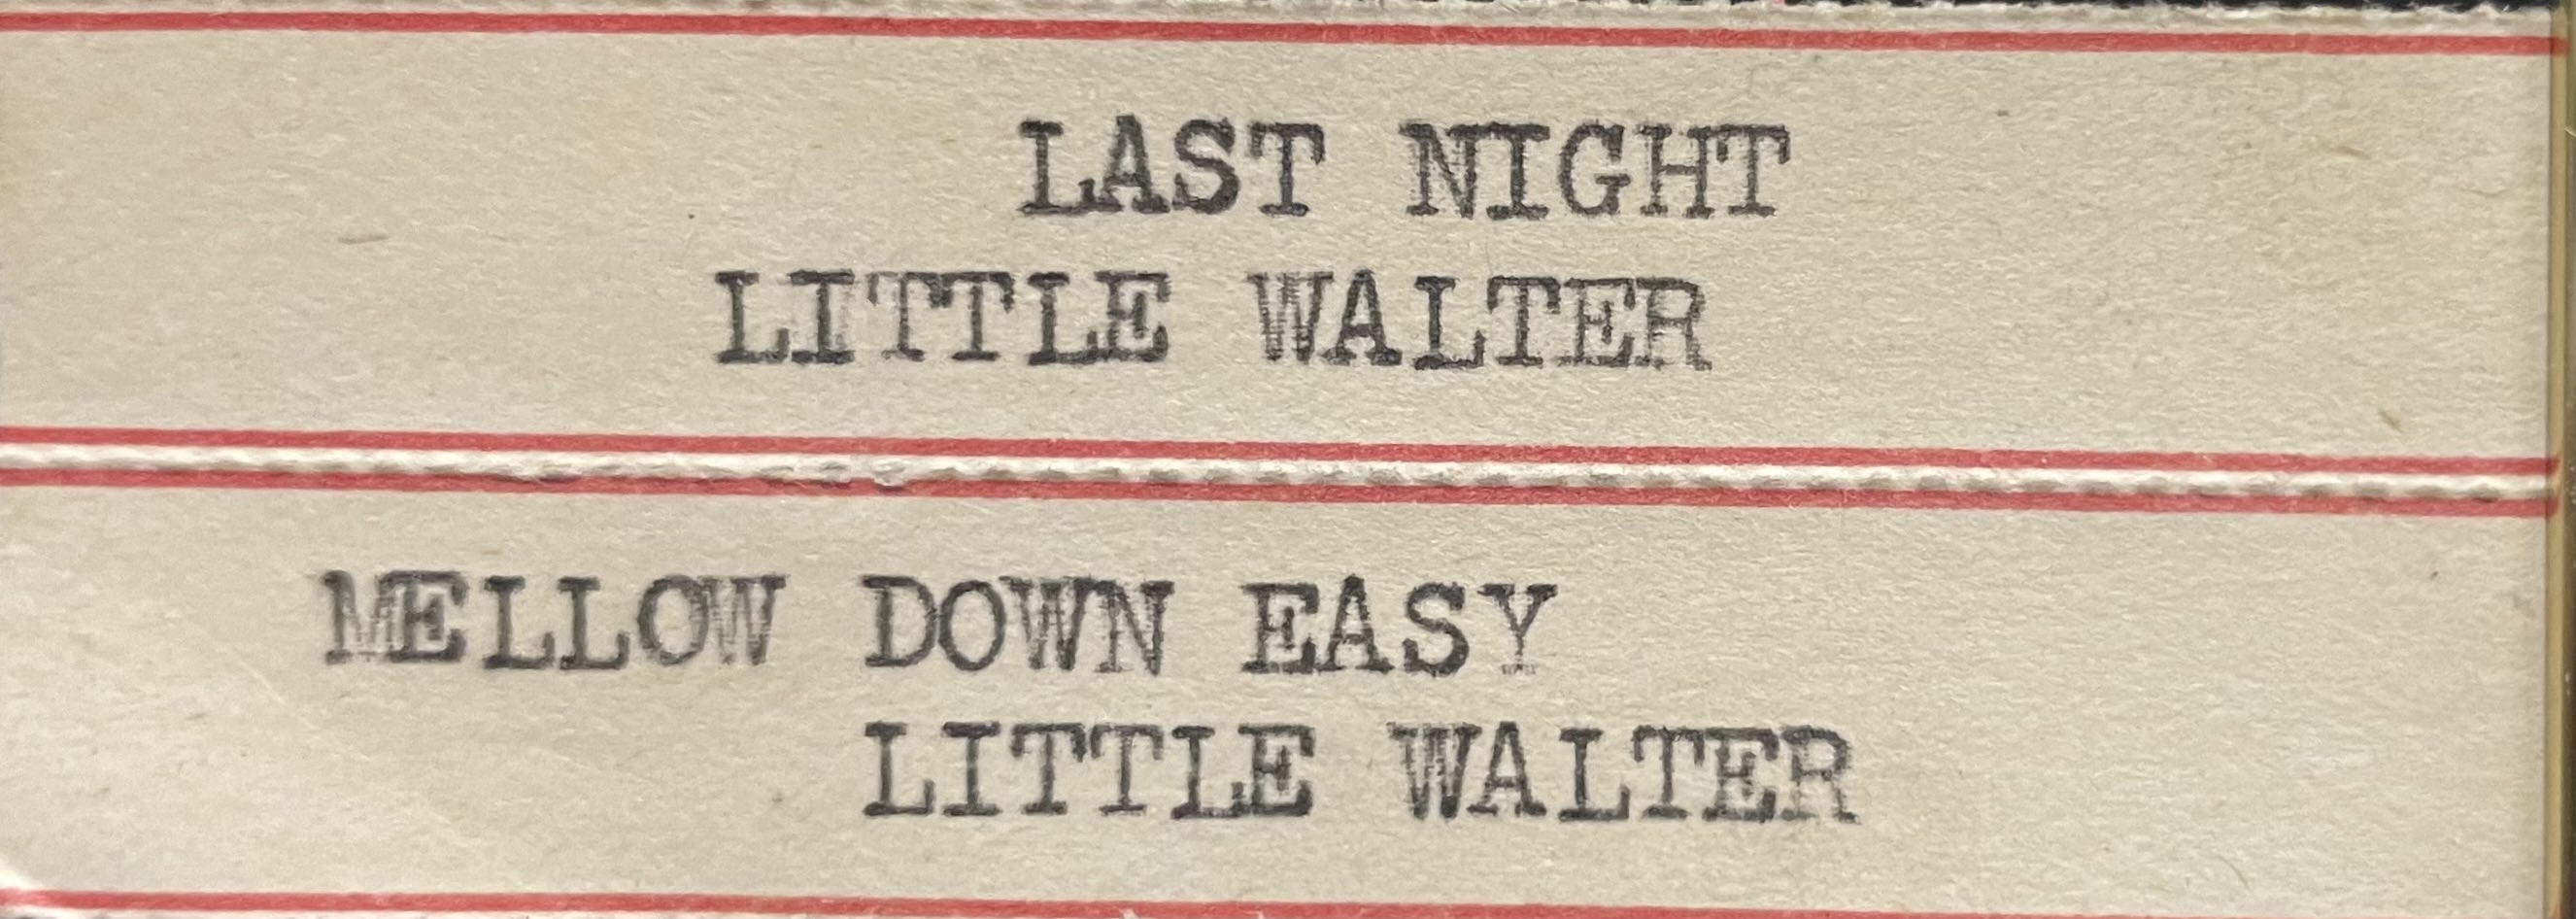 LAST NIGHT
LITTLE WALTER
MELLOW DOWN EASY
LITTLE WALTER